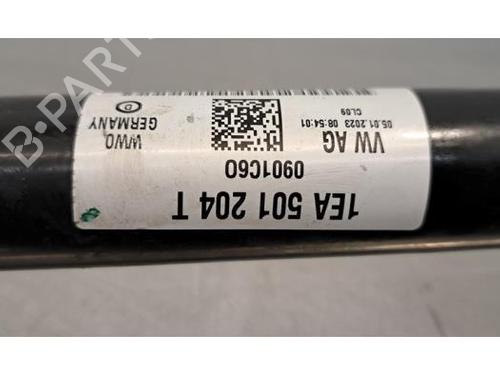 1EA 501 204 T
0901C60
VW AG
05.01.2023 08:54:01
CL09
WWO
GERMANY
D
B-PARTS